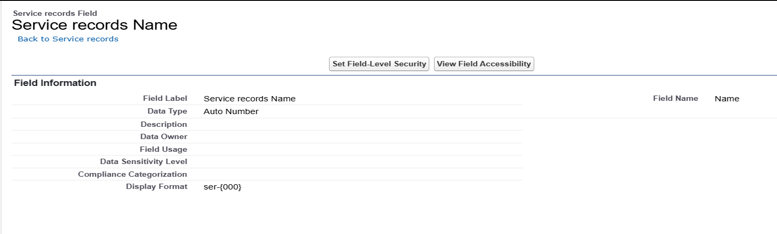 Service records Field
Service records Name
Back to Service records
Set Field-Level Security View Field Accessibility
Field Information
Field Label Service records Name Field Name Name
Data Type Auto Number
Description
Data Owner
Field Usage
Data Sensitivity Level
Compliance Categorization
Display Format ser-{000}